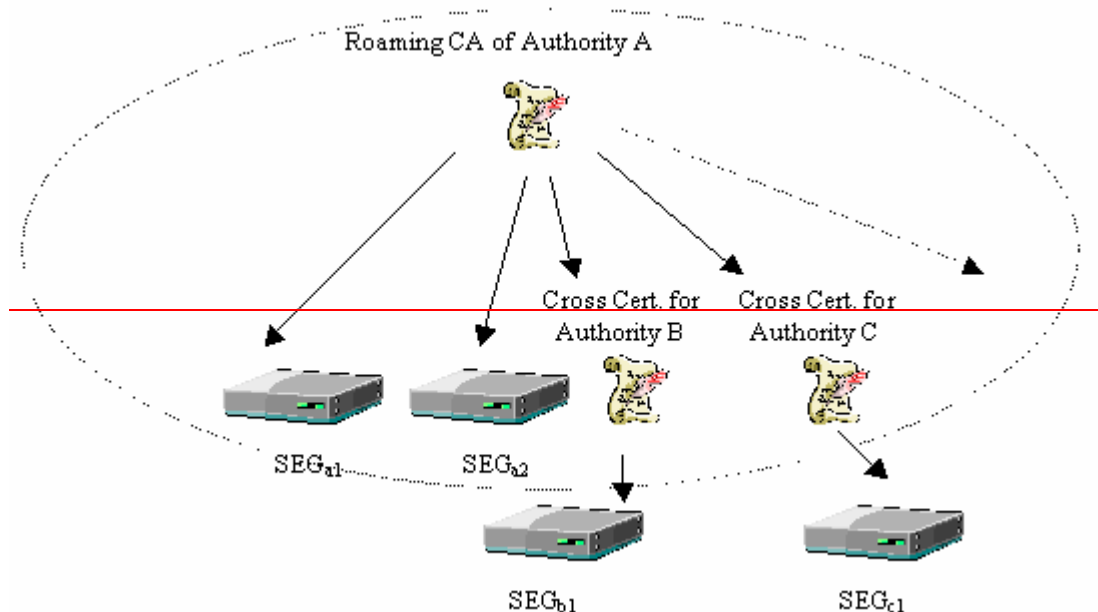 Roaming CA of Authority A
Cross Cert. for
Authority B
Cross Cert. for
Authority C
SEGa1
SEGa2
SEGb1
SEGc1